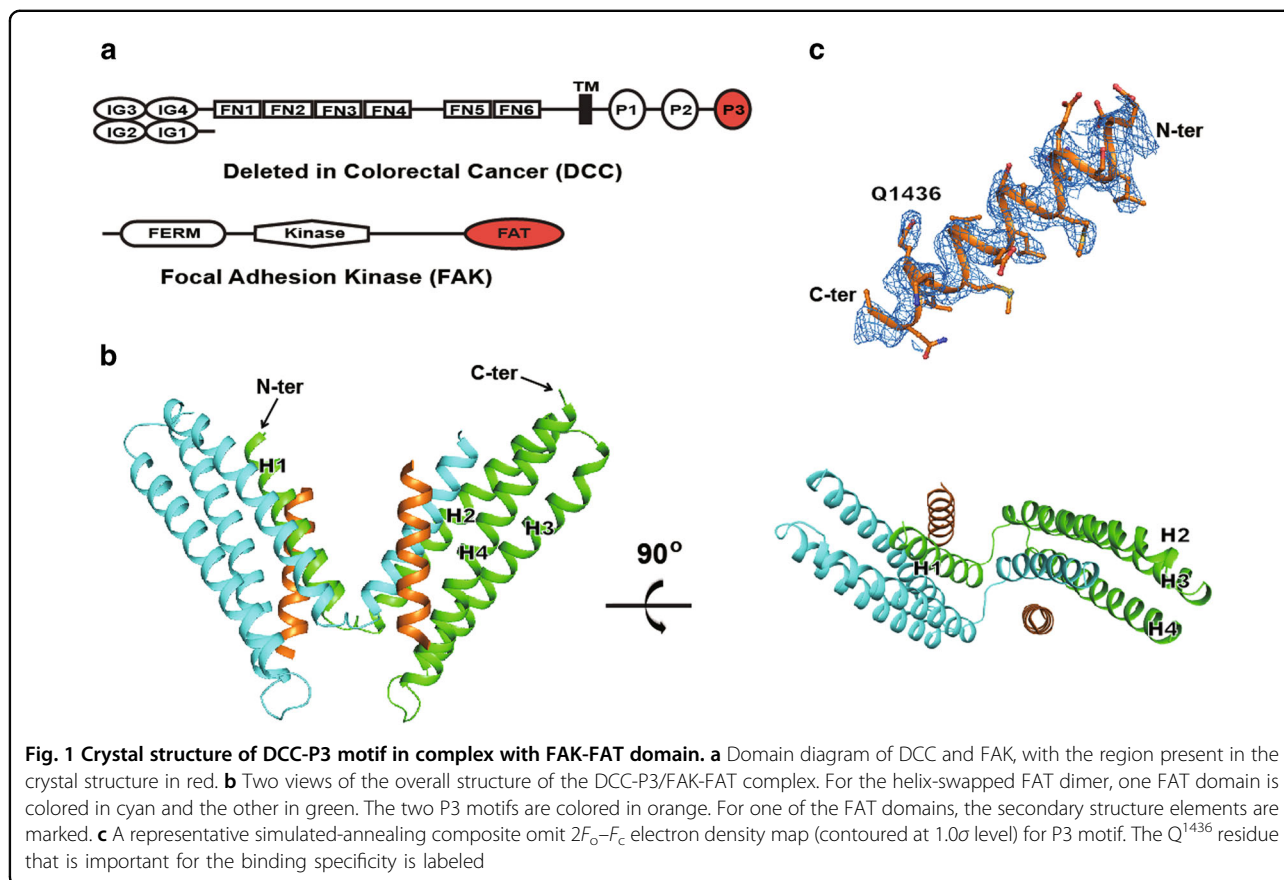 a
IG3 IG4 FN1 FN2 FN3 FN4 FN5 FN6 TM P1 P2 P3
IG2 IG1
Deleted in Colorectal Cancer (DCC)
FERM Kinase FAT
Focal Adhesion Kinase (FAK)
b
N-ter
C-ter
H1
H2
H3
H4
90°
c
N-ter
Q1436
C-ter
H1
H2
H3
H4
Fig. 1 Crystal structure of DCC-P3 motif in complex with FAK-FAT domain. a Domain diagram of DCC and FAK, with the region present in the
crystal structure in red. b Two views of the overall structure of the DCC-P3/FAK-FAT complex. For the helix-swapped FAT dimer, one FAT domain is
colored in cyan and the other in green. The two P3 motifs are colored in orange. For one of the FAT domains, the secondary structure elements are
marked. c A representative simulated-annealing composite omit 2Fo–Fc electron density map (contoured at 1.0σ level) for P3 motif. The Q1436 residue
that is important for the binding specificity is labeled